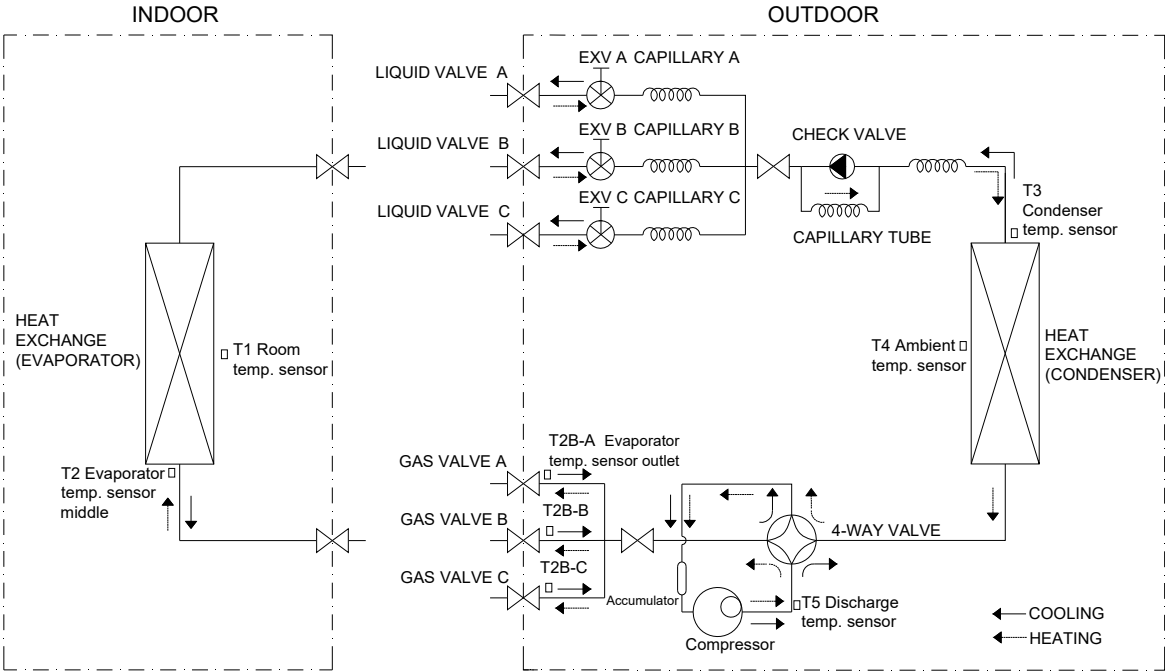 INDOOR
OUTDOOR
EXV A CAPILLARY A
LIQUID VALVE A
EXV B CAPILLARY B
LIQUID VALVE B
CHECK VALVE
EXV C CAPILLARY C
LIQUID VALVE C
CAPILLARY TUBE
T3
Condenser
temp. sensor
HEAT
EXCHANGE
(EVAPORATOR)
T1 Room
temp. sensor
T4 Ambient
temp. sensor
HEAT
EXCHANGE
(CONDENSER)
T2 Evaporator
temp. sensor
middle
T2B-A Evaporator
temp. sensor outlet
GAS VALVE A
T2B-B
GAS VALVE B
4-WAY VALVE
T2B-C
GAS VALVE C
Accumulator
T5 Discharge
temp. sensor
Compressor
COOLING
HEATING